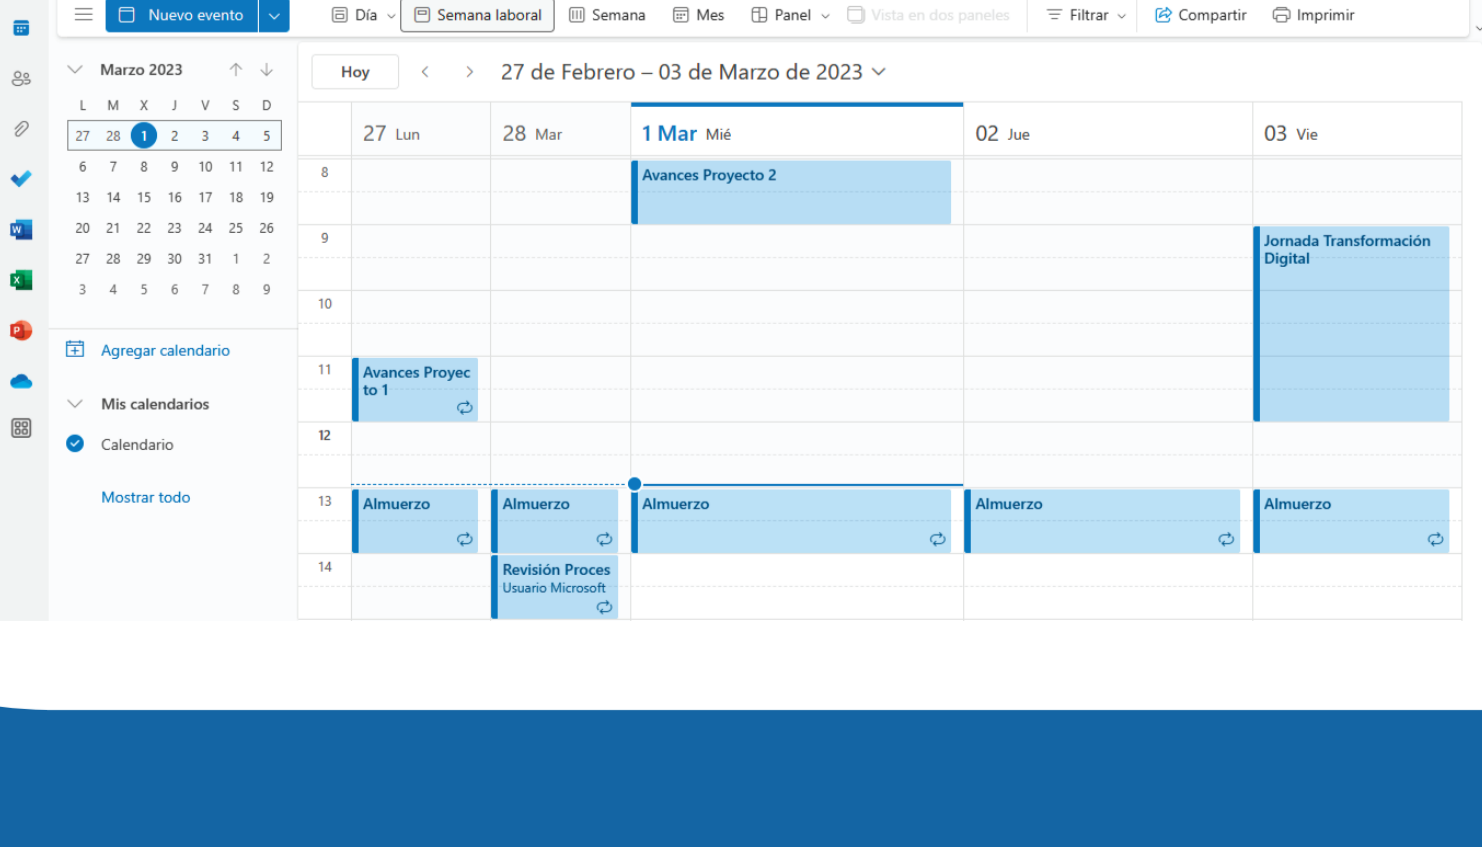 Nuevo evento Día Semana laboral Semana Mes Panel Vista en dos paneles Filtrar Compartir Imprimir
Marzo 2023
L M X J V S D
27 28 1 2 3 4 5
6 7 8 9 10 11 12
13 14 15 16 17 18 19
20 21 22 23 24 25 26
27 28 29 30 31 1 2
3 4 5 6 7 8 9
Agregar calendario
Mis calendarios
Calendario
Mostrar todo
Hoy 27 de Febrero – 03 de Marzo de 2023
27 Lun 28 Mar 1 Mar Mié 02 Jue 03 Vie
8 Avances Proyecto 2
9 Jornada Transformación
Digital
10
11 Avances Proyec
to 1
12
13 Almuerzo Almuerzo Almuerzo Almuerzo Almuerzo
14 Revisión Proces
Usuario Microsoft
W
X
P